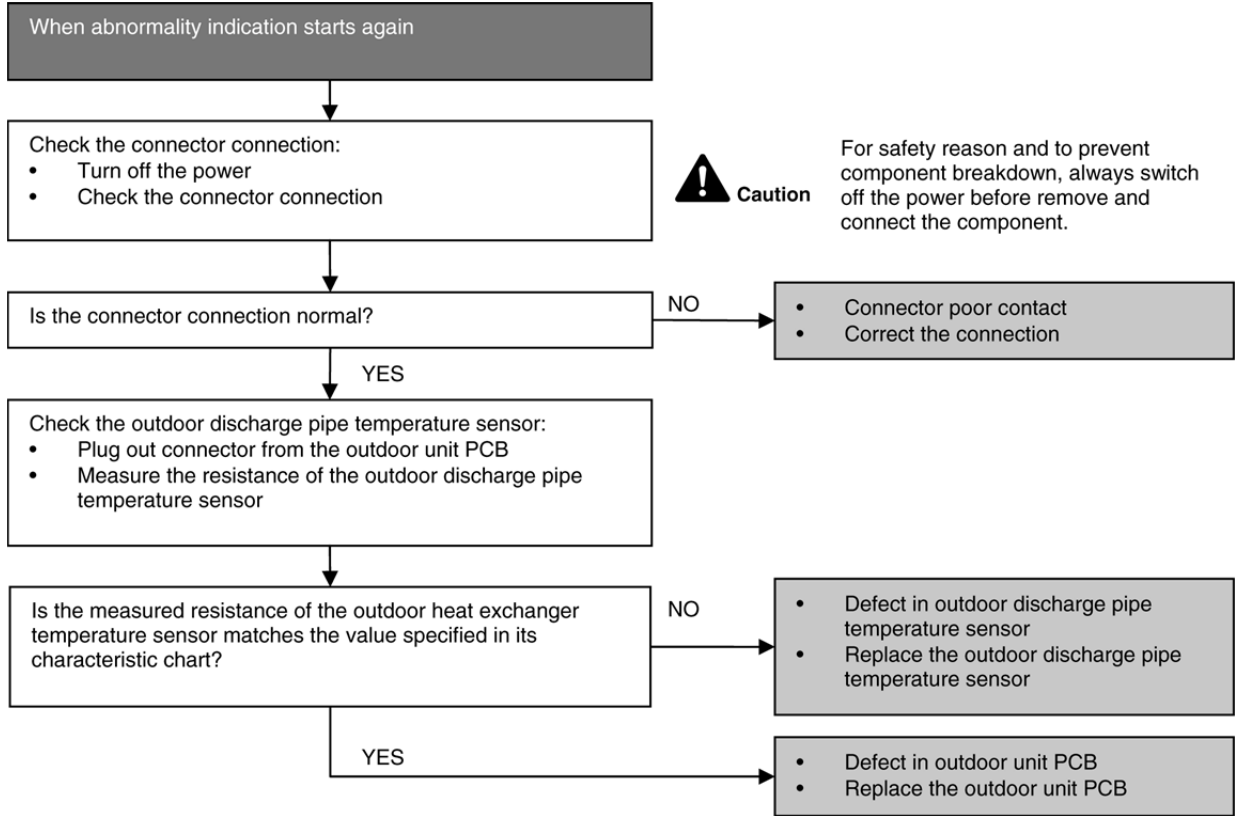 When abnormality indication starts again
Check the connector connection:
• Turn off the power
• Check the connector connection
Caution
For safety reason and to prevent
component breakdown, always switch
off the power before remove and
connect the component.
Is the connector connection normal?
NO
• Connector poor contact
• Correct the connection
YES
Check the outdoor discharge pipe temperature sensor:
• Plug out connector from the outdoor unit PCB
• Measure the resistance of the outdoor discharge pipe
temperature sensor
Is the measured resistance of the outdoor heat exchanger
temperature sensor matches the value specified in its
characteristic chart?
NO
• Defect in outdoor discharge pipe
temperature sensor
• Replace the outdoor discharge pipe
temperature sensor
YES
• Defect in outdoor unit PCB
• Replace the outdoor unit PCB